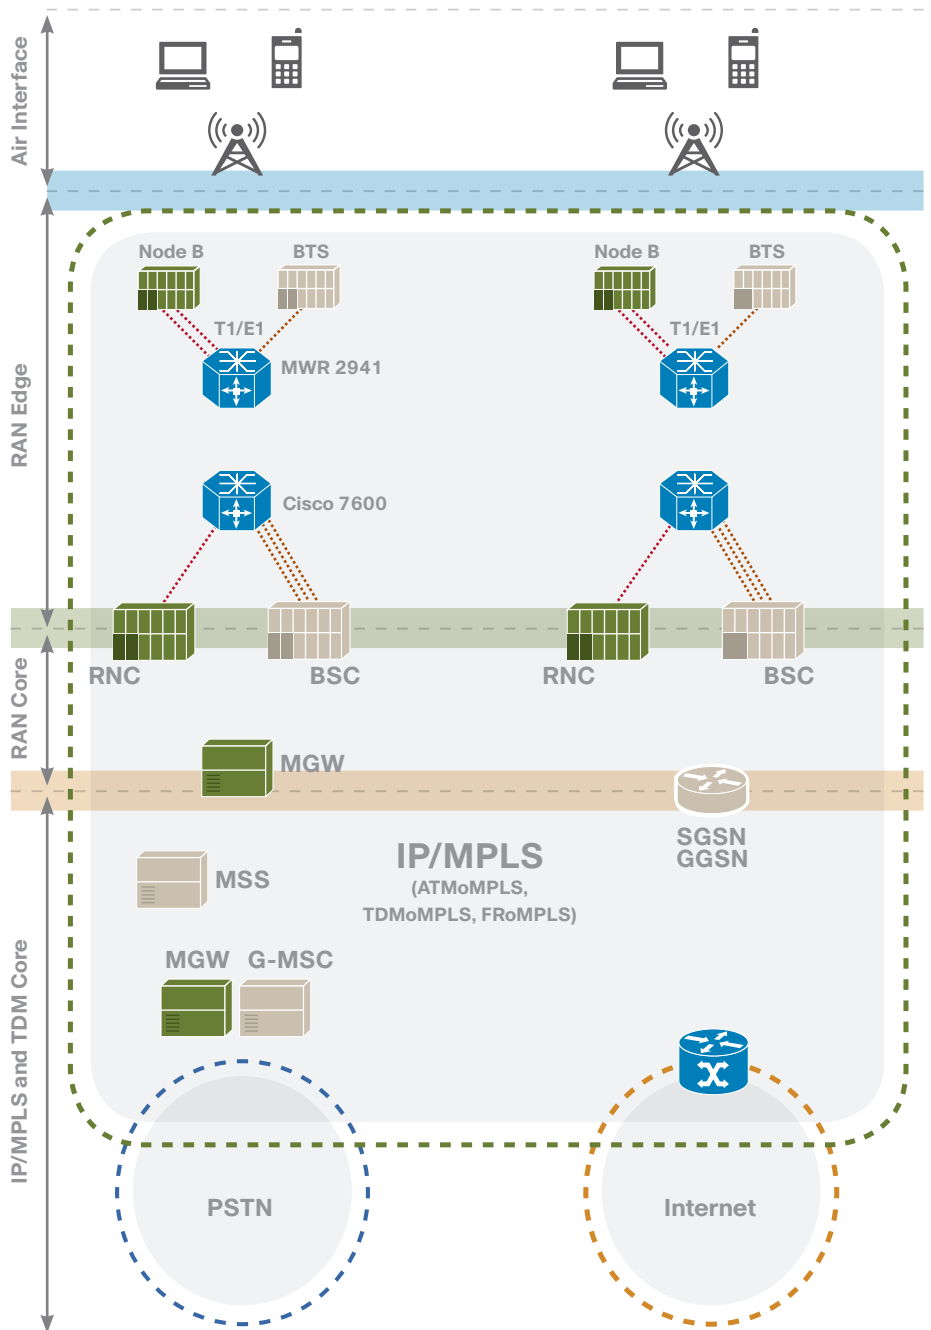 Air Interface
Node B
BTS
Node B
BTS
T1/E1
T1/E1
MWR 2941
RAN Edge
Cisco 7600
RNC
BSC
RNC
BSC
RAN Core
MGW
SGSN
GGSN
IP/MPLS
(ATMoMPLS,
TDMoMPLS, FRoMPLS)
MSS
MGW
G-MSC
IP/MPLS and TDM Core
PSTN
Internet